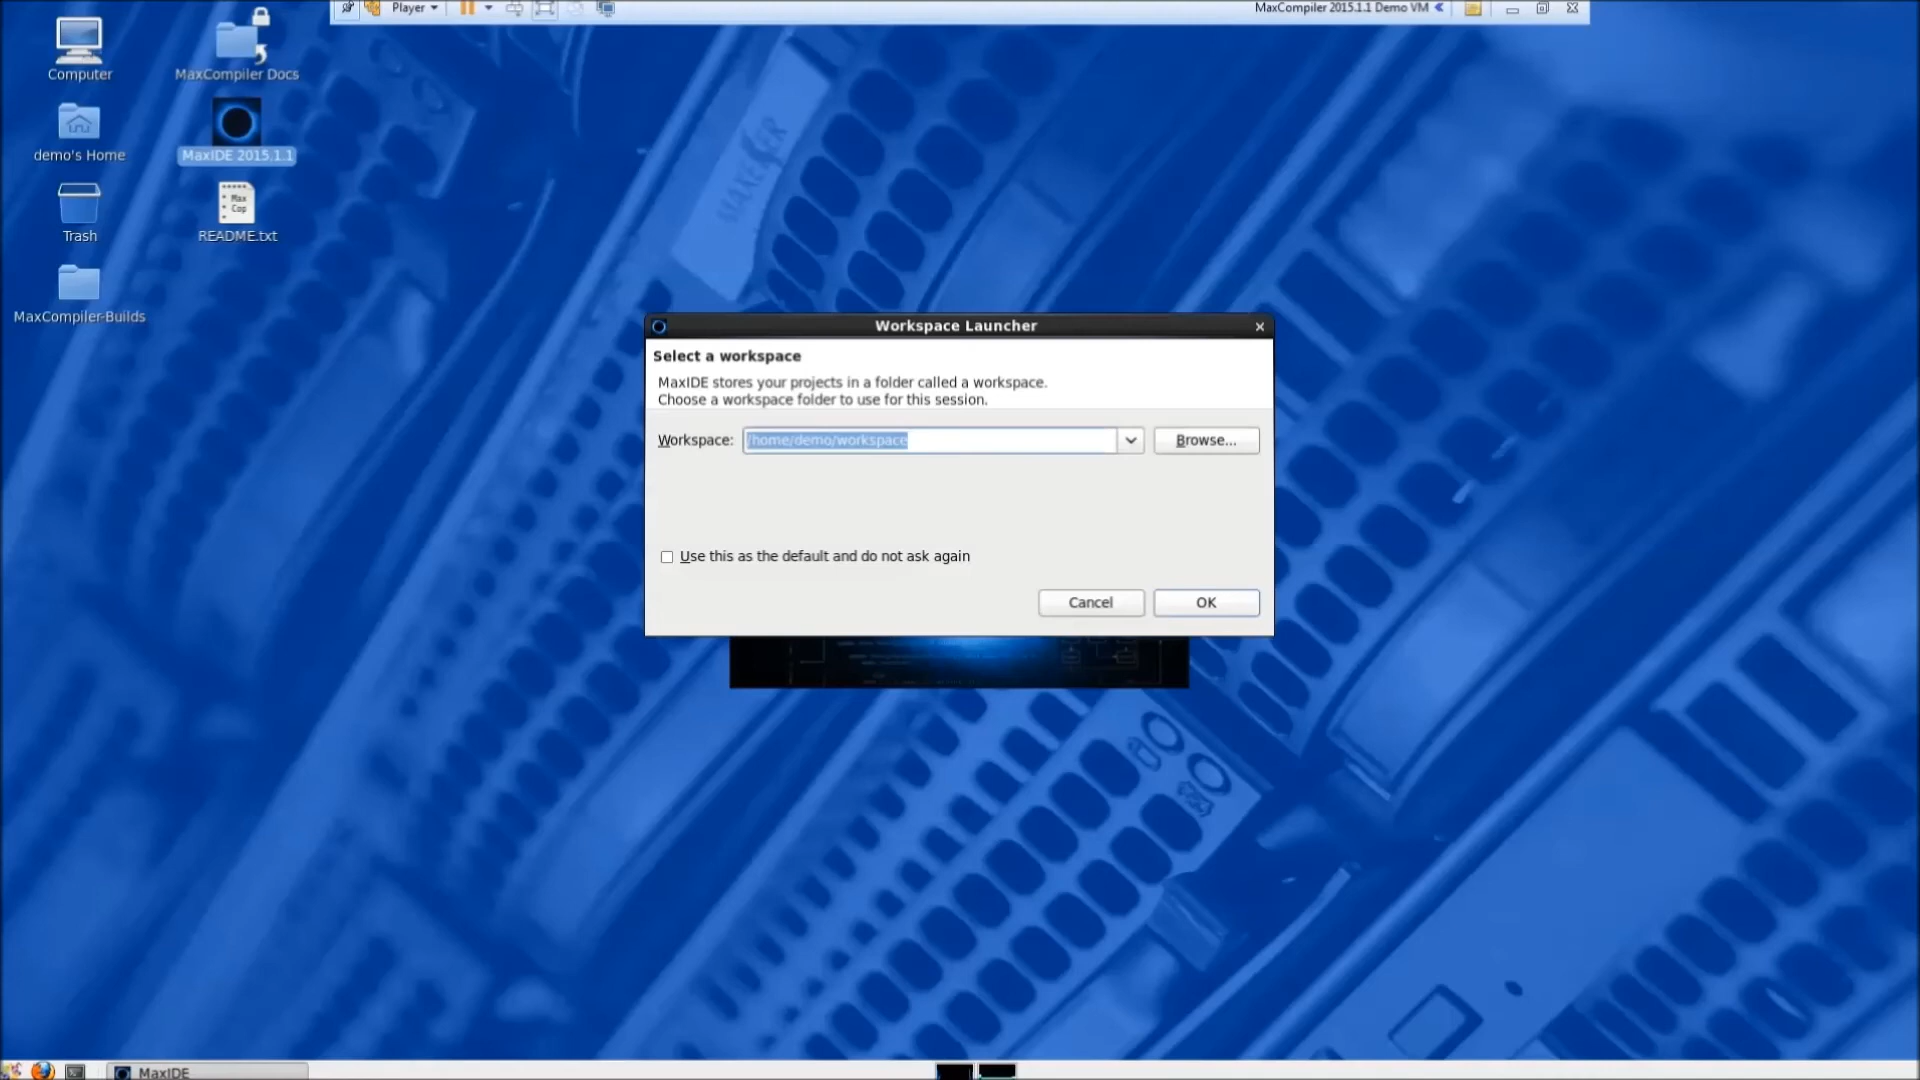 Player
MaxCompiler 2015.1.1 Demo VM
Computer
MaxCompiler Docs
demo's Home
MaxIDE 2015.1.1
Trash
Max
Cop
README.txt
MaxCompiler-Builds
MAXELER
Workspace Launcher
Select a workspace
MaxIDE stores your projects in a folder called a workspace.
Choose a workspace folder to use for this session.
Workspace:
/home/demo/workspace
Browse...
Use this as the default and do not ask again
Cancel
OK
MaxIDE